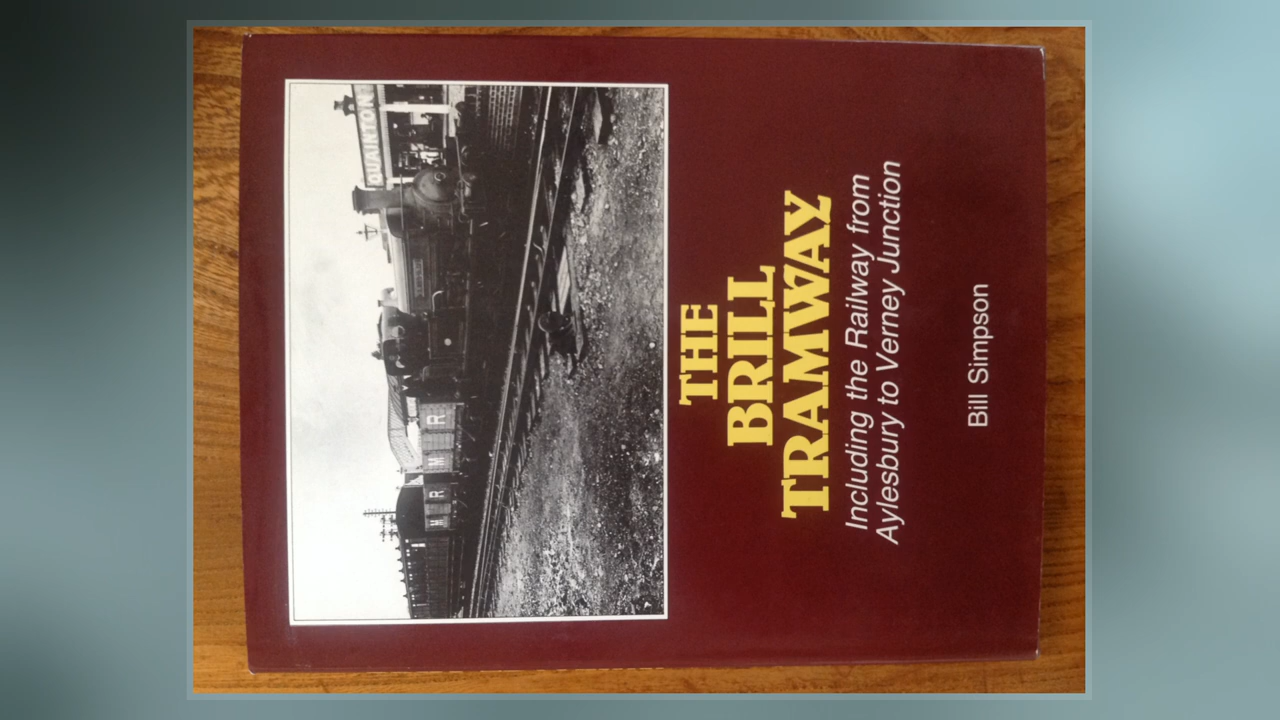 QUAINTON
M R
M R
THE
BRILL
TRAMWAY
Including the Railway from
Aylesbury to Verney Junction
Bill Simpson